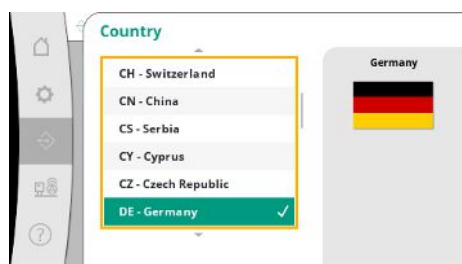 Country
CH - Switzerland
CN - China
CS - Serbia
CY - Cyprus
CZ - Czech Republic
DE - Germany
Germany
?